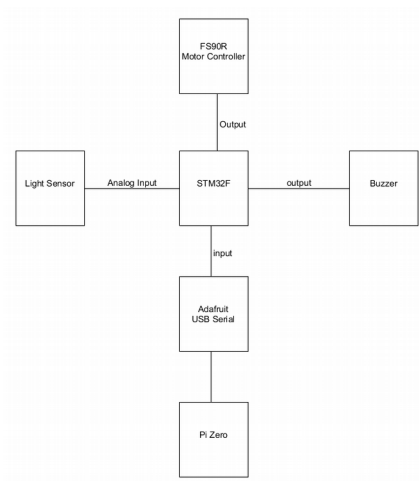 FS90R
Motor Controller
Output
Light Sensor
Analog Input
STM32F
output
Buzzer
input
Adafruit
USB Serial
Pi Zero